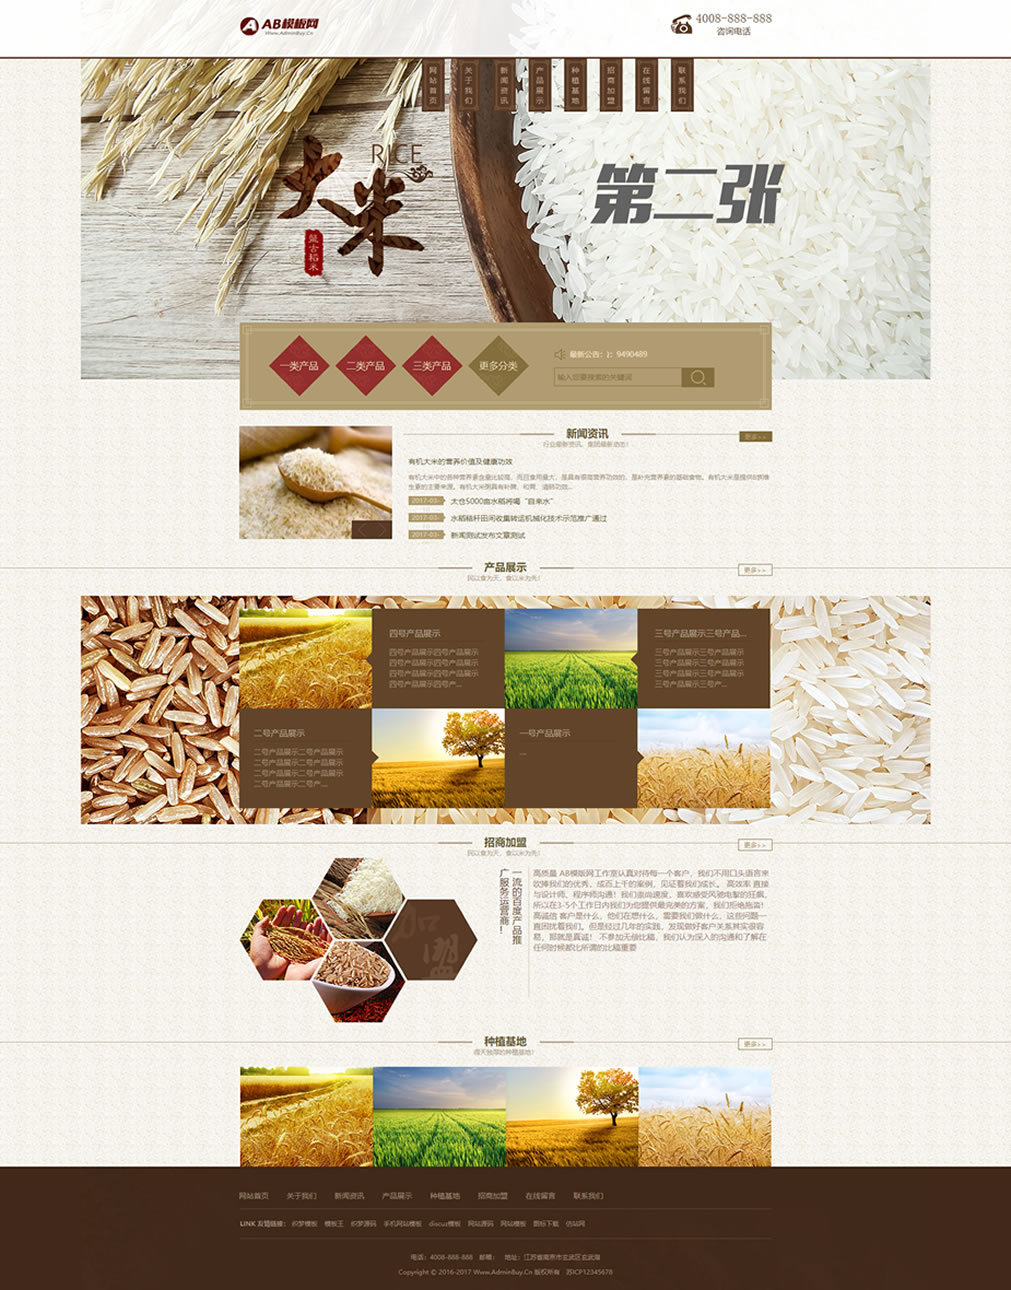 AB模板网
Www.AdminBuy.Cn
4008-888-888
咨询电话
网站首页
关于我们
新闻资讯
产品展示
种植基地
招商加盟
在线留言
联系我们
RICE
大米
盘古稻米
第二张
一类产品
二类产品
三类产品
更多分类
最新公告：): 9490489
输入您要搜索的关键词
新闻资讯
行业最新资讯，集团最新动态！
更多>>
有机大米的营养价值及健康功效
有机大米中的各种营养素含量比较高，而且食用量大，是具有很高营养功效的，是补充营养素的基础食物。有机大米是提供B族维
生素的主要来源。有机大米则具有补脾、和胃、清肺功效...
2017-03-
太仓5000亩水稻将喝“自来水”
2017-03-
水稻秸秆田间收集转运机械化技术示范推广通过
2017-03-
新闻测试发布文章测试
产品展示
民以食为天，食以米为先！
更多>>
四号产品展示
四号产品展示四号产品展示
四号产品展示四号产品展示
四号产品展示四号产品展示
四号产品展示四号产...
三号产品展示三号产品...
三号产品展示三号产品展示
三号产品展示三号产品展示
三号产品展示三号产品展示
三号产品展示三号产...
二号产品展示
二号产品展示二号产品展示
二号产品展示二号产品展示
二号产品展示二号产品展示
二号产品展示二号产...
一号产品展示
...
招商加盟
民以食为天，食以米为先！
更多>>
加盟
一流的百度产品推
广服务运营商！
高质量 AB模板网工作室认真对待每一个客户，我们不用口头语言来
吹捧我们的优秀，成百上千的案例，见证着我们成长。 高效率 直接
与设计师、程序师沟通！我们崇尚速度，喜欢感受风驰电掣的狂飙，
所以在3-5个工作日内我们为您提供最完美的方案，我们拒绝拖沓！
高诚信 客户是什么，他们在想什么，需要我们做什么，这些问题一
直困扰着我们。但是经过几年的实践，发现做好客户关系其实很容
易，那就是真诚！ 不参加无偿比稿，我们认为深入的沟通和了解在
任何时候都比所谓的比稿重要
种植基地
得天独厚的种植基地！
更多>>
网站首页 关于我们 新闻资讯 产品展示 种植基地 招商加盟 在线留言 联系我们
LINK 友情链接： 织梦模板 模板王 织梦源码 手机网站模板 discuz模板 网站源码 网站模板 图标下载 仿站网
电话：4008-888-888 邮箱： 地址：江苏省南京市玄武区玄武湖
Copyright © 2016-2017 Www.AdminBuy.Cn 版权所有 苏ICP12345678